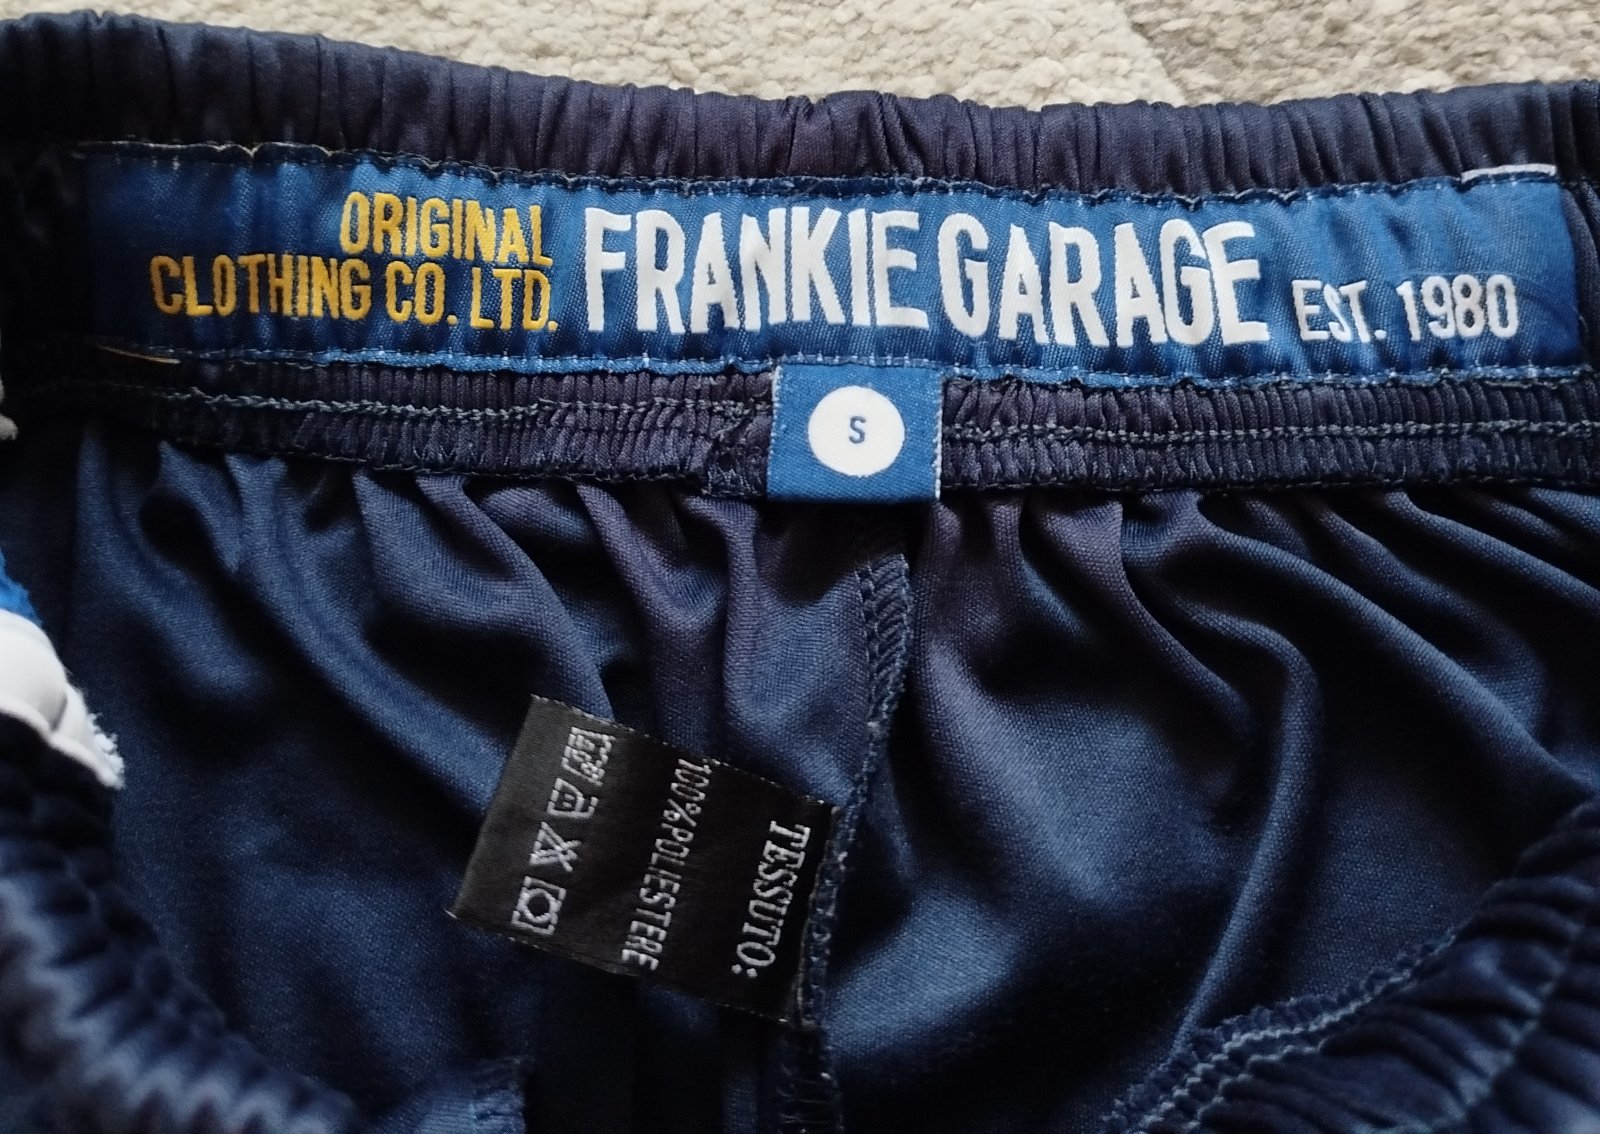 ORIGINAL
CLOTHING CO. LTD.
FRANKIE GARAGE
EST. 1980
S
TESSUTO:
100%POLIESTERE